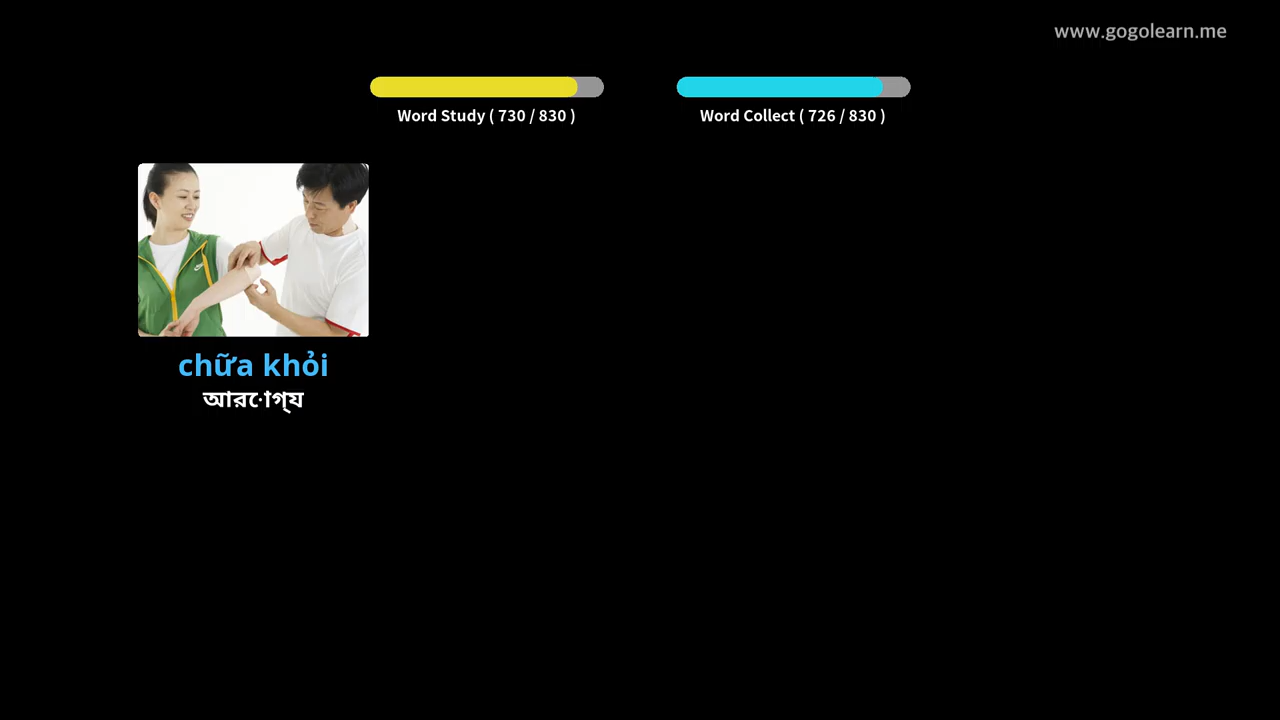 www.gogolearn.me
Word Study ( 730 / 830 )
Word Collect ( 726 / 830 )
chữa khỏi
আরোগ্য